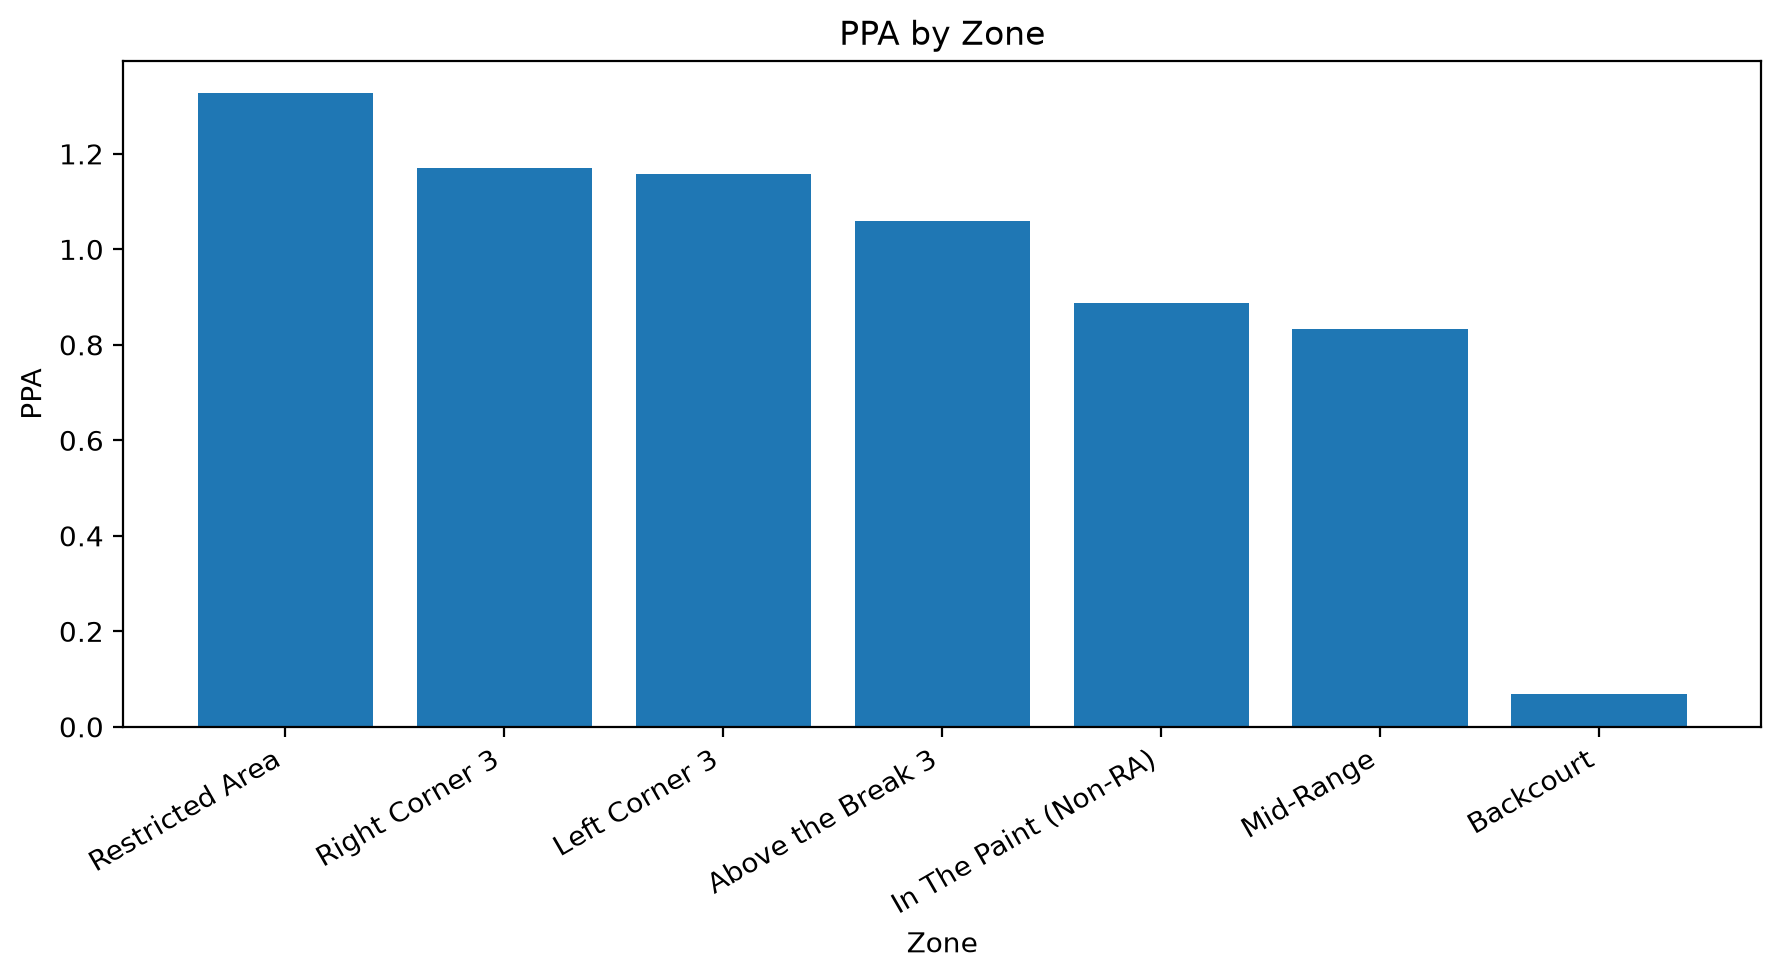 PPA by Zone
PPA
1.2
1.0
0.8
0.6
0.4
0.2
0.0
Restricted Area
Right Corner 3
Left Corner 3
Above the Break 3
In The Paint (Non-RA)
Mid-Range
Backcourt
Zone